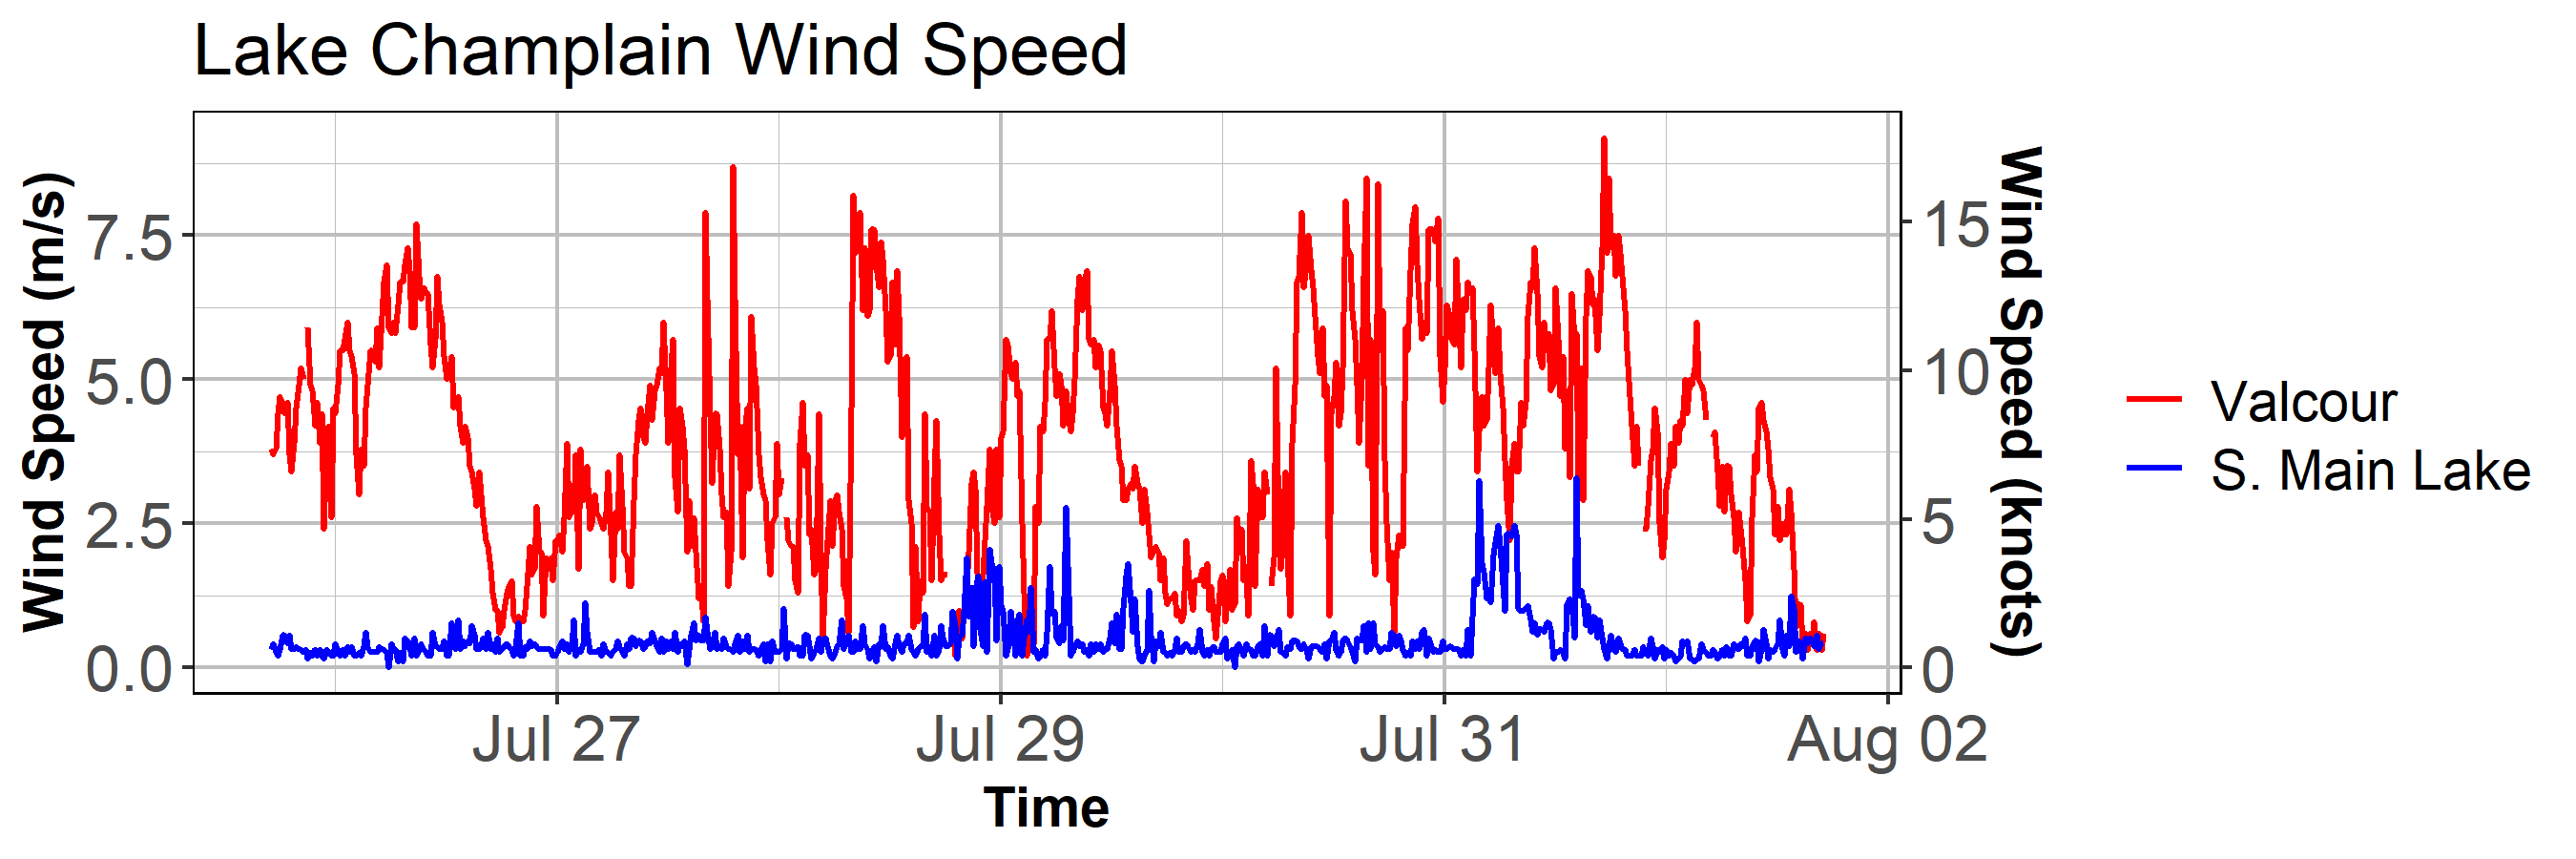 Lake Champlain Wind Speed
Wind Speed (m/s)
7.5
5.0
2.5
0.0
15
10
5
0
Wind Speed (knots)
Jul 27
Jul 29
Jul 31
Aug 02
Time
Valcour
S. Main Lake